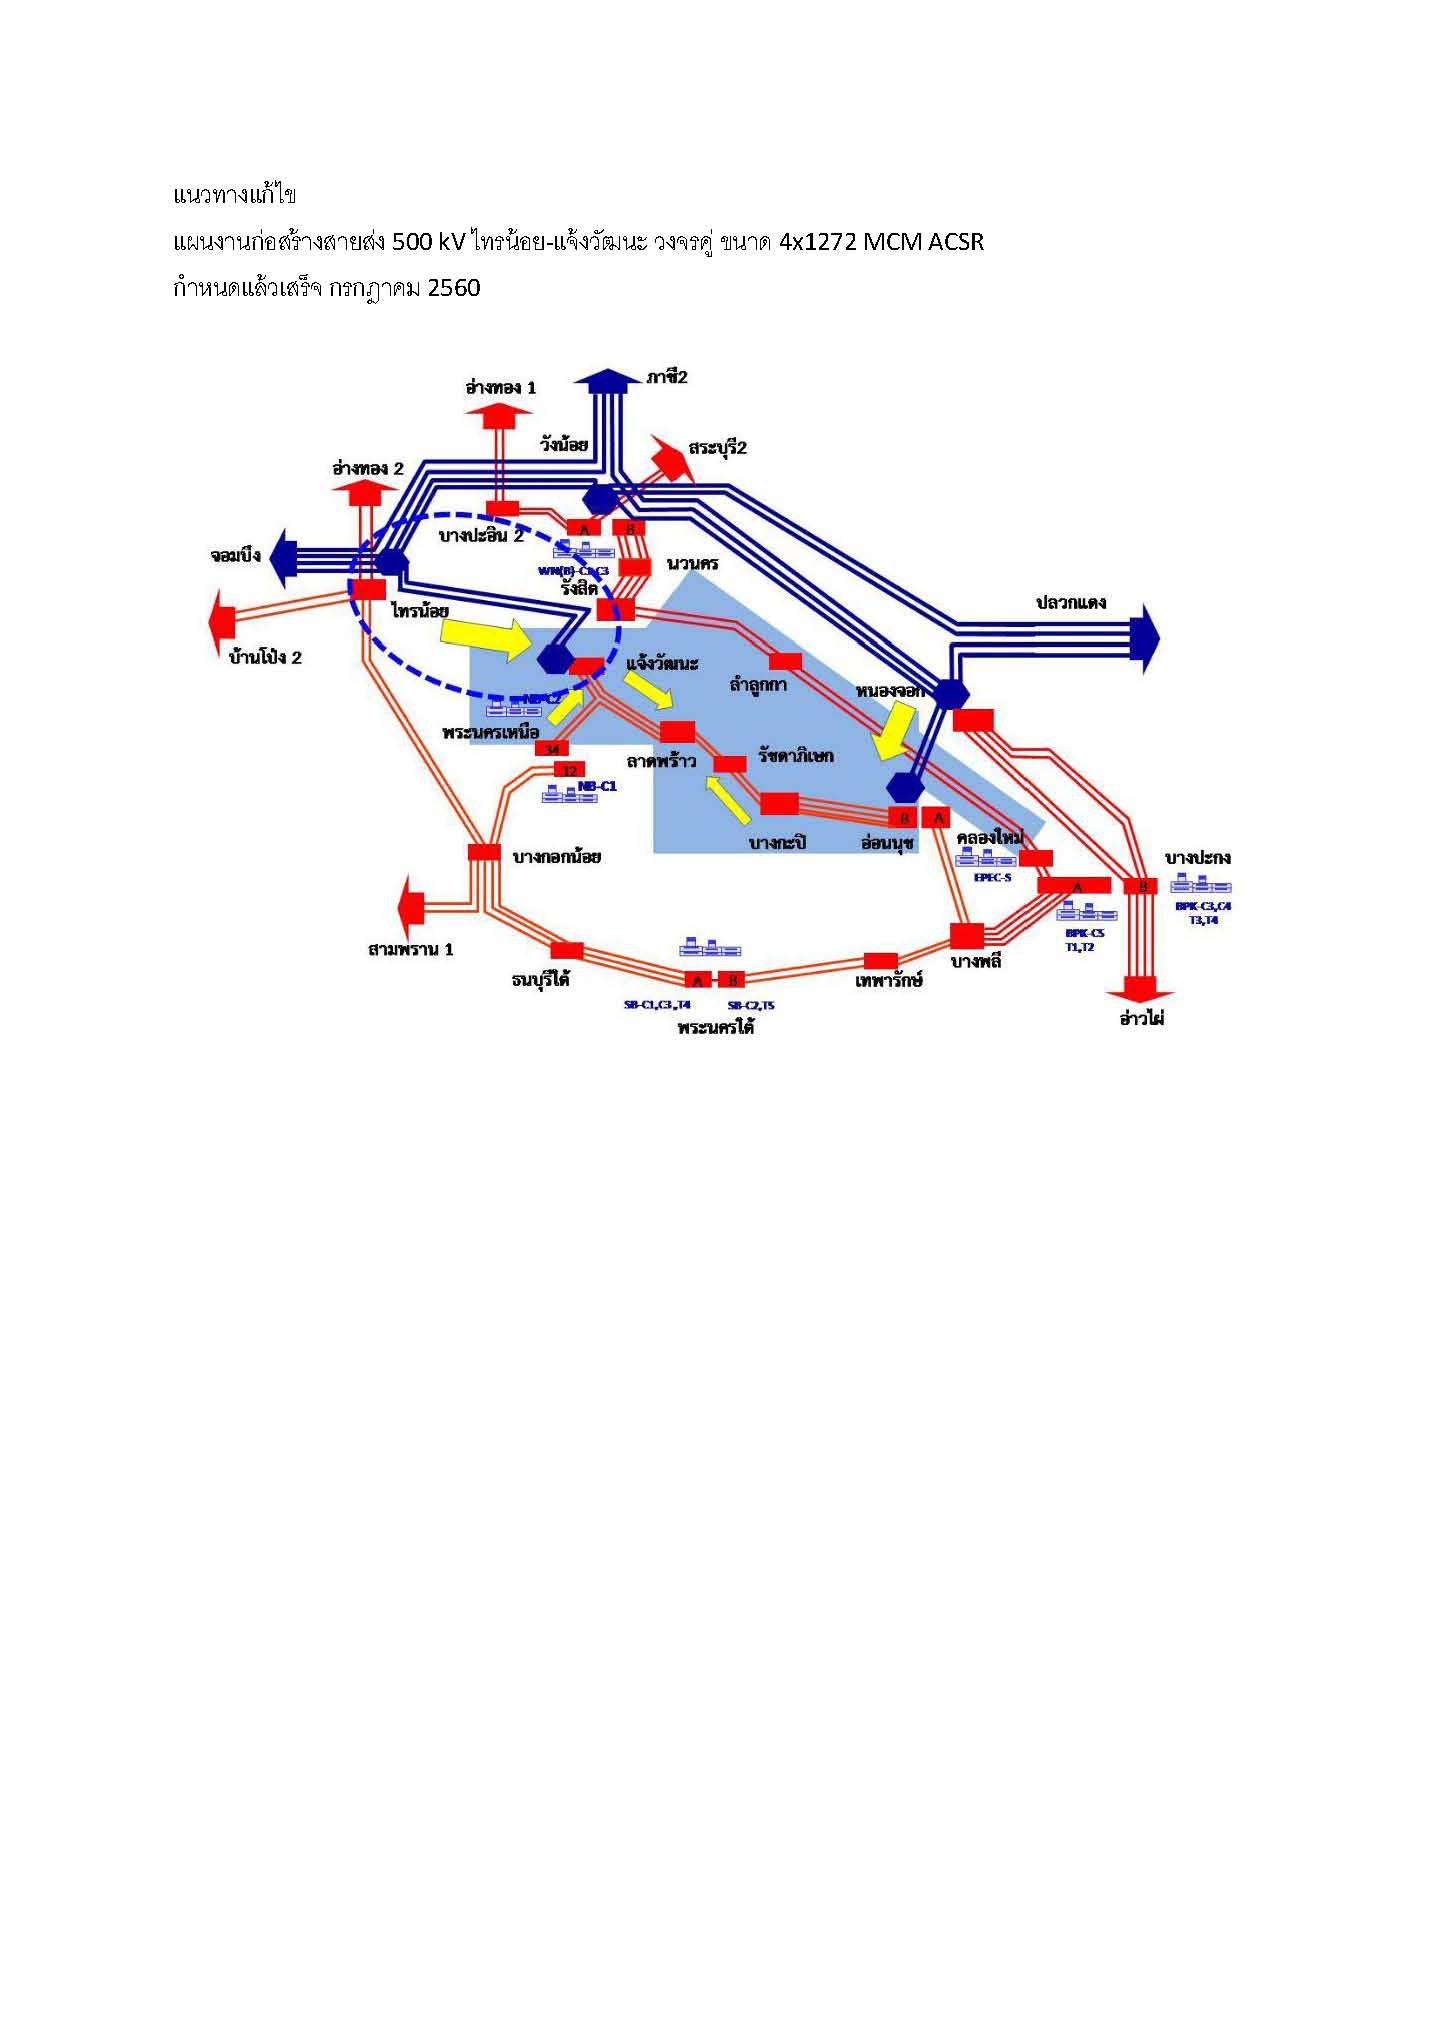 แนวทางแก้ไข
แผนงานก่อสร้างสายส่ง 500 kV ไทรน้อย-แจ้งวัฒนะ วงจรคู่ ขนาด 4x1272 MCM ACSR
กำหนดแล้วเสร็จ กรกฎาคม 2560
ภาชี2
อ่างทอง 1
วังน้อย
สระบุรี2
อ่างทอง 2
บางปะอิน 2
A
B
จอมบึง
WN(B)-C1,C3
นวนคร
รังสิต
ไทรน้อย
ปลวกแดง
บ้านโป่ง 2
แจ้งวัฒนะ
ลำลูกกา
หนองจอก
NB-C2
พระนครเหนือ
34
ลาดพร้าว
รัชดาภิเษก
12
NB-C1
บางกะปิ
อ่อนนุช
B
A
คลองใหม่
EPEC-S
บางกอกน้อย
บางปะกง
A
B
BPK-C3,C4
T3,T4
BPK-C5
T1,T2
สามพราน 1
บางพลี
ธนบุรีใต้
เทพารักษ์
A
B
SB-C1,C3,T4
SB-C2,T5
พระนครใต้
อ่าวไผ่